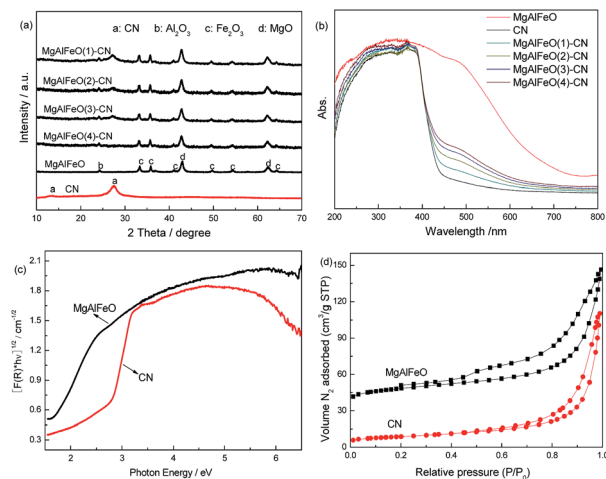 (a)
a: CN b: Al₂O₃ c: Fe₂O₃ d: MgO
MgAlFeO(1)-CN
MgAlFeO(2)-CN
MgAlFeO(3)-CN
MgAlFeO(4)-CN
MgAlFeO
b c c c d c c d c
CN
a a
Intensity / a.u.
10 20 30 40 50 60 70
2 Theta / degree
(b)
MgAlFeO
CN
MgAlFeO(1)-CN
MgAlFeO(2)-CN
MgAlFeO(3)-CN
MgAlFeO(4)-CN
Abs.
200 300 400 500 600 700 800
Wavelength /nm
(c)
MgAlFeO
CN
[F(R)*hν]^1/2 / cm^-1/2
2.1
1.8
1.5
1.2
0.9
0.6
0.3
2 3 4 5 6
Photon Energy / eV
(d)
MgAlFeO
CN
Volume N₂ adsorbed (cm³/g STP)
150
120
90
60
30
0
0.0 0.2 0.4 0.6 0.8 1.0
Relative pressure (P/P₀)